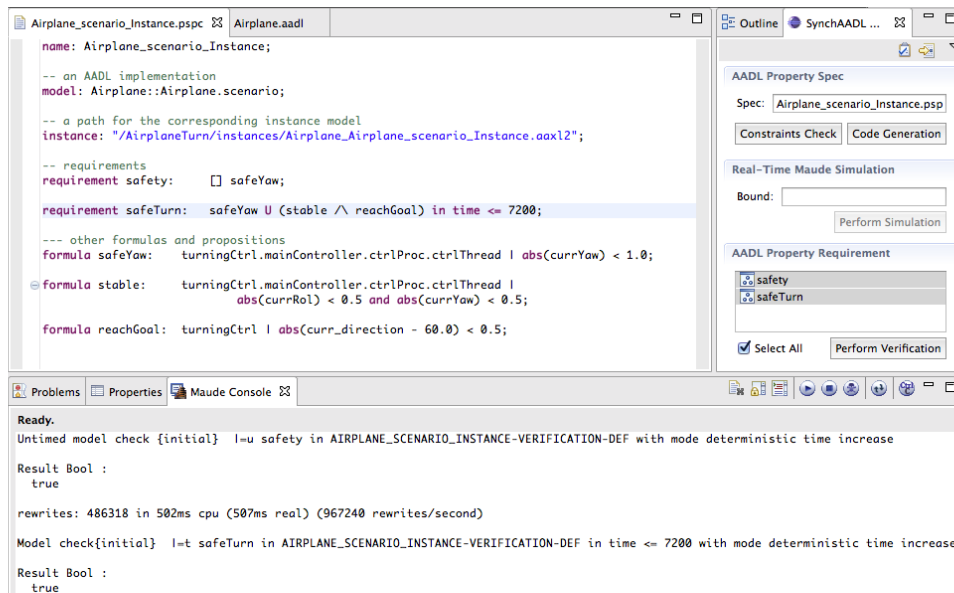 Airplane_scenario_Instance.pspc
Airplane.aadl
name: Airplane_scenario_Instance;
-- an AADL implementation
model: Airplane::Airplane.scenario;
-- a path for the corresponding instance model
instance: "/AirplaneTurn/instances/Airplane_Airplane_scenario_Instance.aaxl2";
-- requirements
requirement safety: [] safeYaw;
requirement safeTurn: safeYaw U (stable /\ reachGoal) in time <= 7200;
--- other formulas and propositions
formula safeYaw: turningCtrl.mainController.ctrlProc.ctrlThread | abs(currYaw) < 1.0;
formula stable: turningCtrl.mainController.ctrlProc.ctrlThread |
abs(currRol) < 0.5 and abs(currYaw) < 0.5;
formula reachGoal: turningCtrl | abs(curr_direction - 60.0) < 0.5;
Outline
SynchAADL ...
AADL Property Spec
Spec: Airplane_scenario_Instance.psp
Constraints Check
Code Generation
Real-Time Maude Simulation
Bound:
Perform Simulation
AADL Property Requirement
safety
safeTurn
Select All
Perform Verification
Problems
Properties
Maude Console
Ready.
Untimed model check {initial} |=u safety in AIRPLANE_SCENARIO_INSTANCE-VERIFICATION-DEF with mode deterministic time increase
Result Bool :
true
rewrites: 486318 in 502ms cpu (507ms real) (967240 rewrites/second)
Model check{initial} |=t safeTurn in AIRPLANE_SCENARIO_INSTANCE-VERIFICATION-DEF in time <= 7200 with mode deterministic time increase
Result Bool :
true